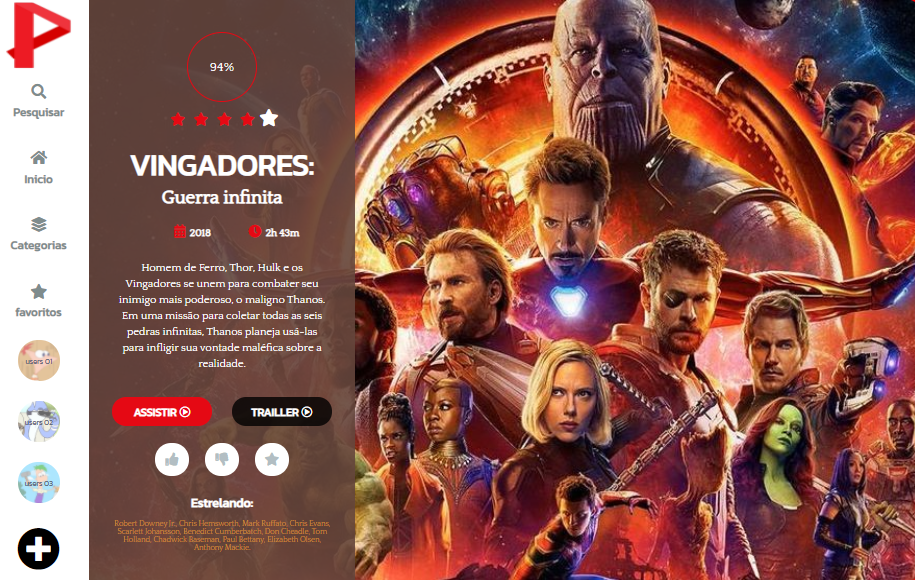 Pesquisar
Inicio
Categorias
favoritos
users 01
users 02
users 03
94%
VINGADORES:
Guerra infinita
2018 2h 43m
Homem de Ferro, Thor, Hulk e os
Vingadores se unem para combater seu
inimigo mais poderoso, o maligno Thanos.
Em uma missão para coletar todas as seis
pedras infinitas, Thanos planeja usá-las
para infligir sua vontade maléfica sobre a
realidade.
ASSISTIR TRAILLER
Estrelando:
Robert Downey Jr., Chris Hemsworth, Mark Ruffato, Chris Evans,
Scarlett Johansson, Benedict Cumberbatch, Don Cheadle, Tom
Holland, Chadwick Baseman, Paul Bettany, Elizabeth Olsen,
Anthony Mackie.